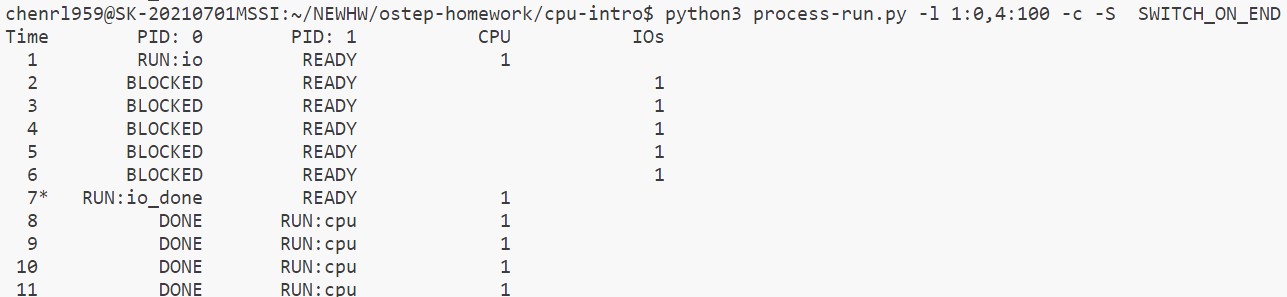 chenrl959@SK-20210701MSSI:~/NEWHW/ostep-homework/cpu-intro$ python3 process-run.py -l 1:0,4:100 -c -S  SWITCH_ON_END
Time        PID: 0        PID: 1           CPU           IOs
  1        RUN:io         READY             1
  2       BLOCKED         READY                           1
  3       BLOCKED         READY                           1
  4       BLOCKED         READY                           1
  5       BLOCKED         READY                           1
  6       BLOCKED         READY                           1
  7*   RUN:io_done         READY             1
  8          DONE       RUN:cpu             1
  9          DONE       RUN:cpu             1
 10          DONE       RUN:cpu             1
 11          DONE       RUN:cpu             1